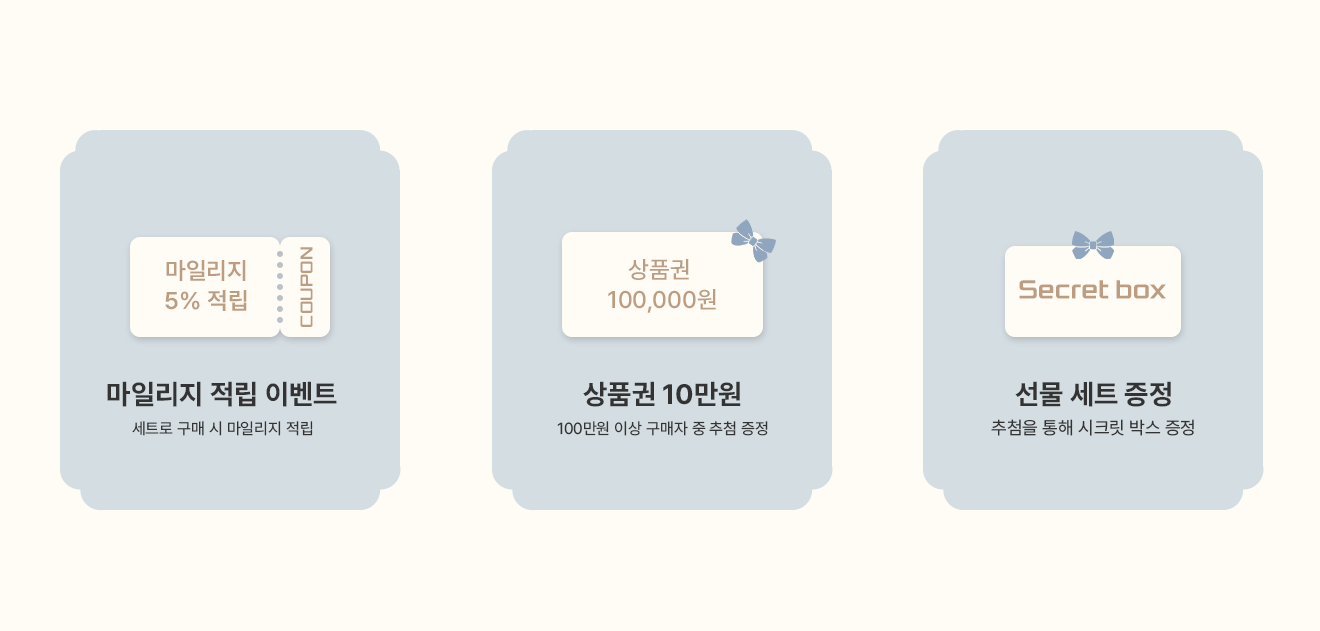 마일리지
5% 적립
COUPON
마일리지 적립 이벤트
세트로 구매 시 마일리지 적립
상품권
100,000원
상품권 10만원
100만원 이상 구매자 중 추첨 증정
Secret box
선물 세트 증정
추첨을 통해 시크릿 박스 증정